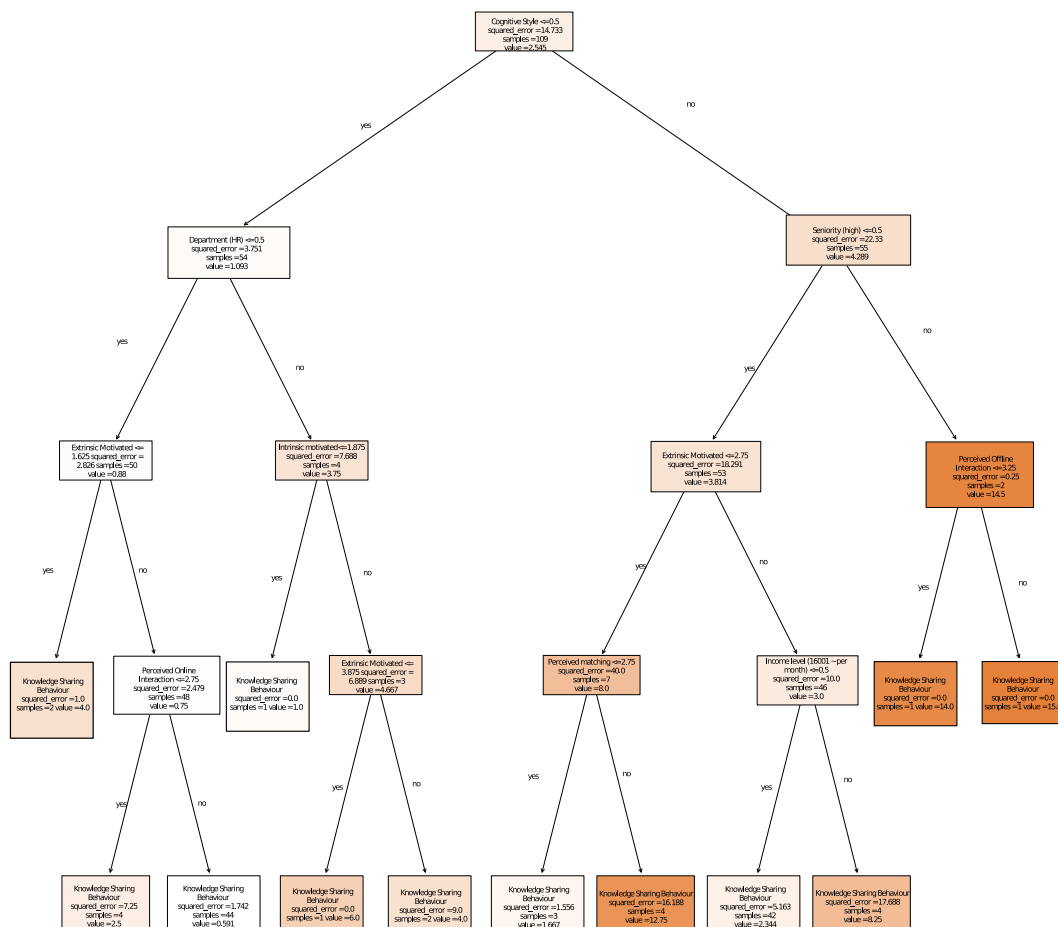 Cognitive Style <=0.5
squared_error =14.733
samples =109
value =2.545
no
yes
Department (HR) <=0.5
squared_error =3.751
samples =54
value =1.093
Seniority (high) <=0.5
squared_error =22.33
samples =55
value =4.289
yes
no
yes
no
Extrinsic Motivated <=
1.625 squared_error =
2.826 samples =50
value =0.88
Intrinsic motivated<=1.875
squared_error =7.688
samples =4
value =3.75
Extrinsic Motivated <=2.75
squared_error =18.291
samples =53
value =3.814
Perceived Offline
Interaction <=3.25
squared_error =0.25
samples =2
value =14.5
yes
no
yes
no
yes
no
yes
no
Knowledge Sharing
Behaviour
squared_error =1.0
samples =2 value =4.0
Perceived Online
Interaction <=2.75
squared_error =2.479
samples =48
value =0.75
Knowledge Sharing
Behaviour
squared_error =0.0
samples =1 value =1.0
Extrinsic Motivated <=
3.875 squared_error =
6.889 samples =3
value =4.667
Perceived matching <=2.75
squared_error =40.0
samples =7
value =8.0
Income level (16001 ~per
month) <=0.5
squared_error =10.0
samples =46
value =3.0
Knowledge Sharing
Behaviour
squared_error =0.0
samples =1 value =14.0
Knowledge Sharing
Behaviour
squared_error =0.0
samples =1 value =15.0
yes
no
yes
no
yes
no
yes
no
Knowledge Sharing
Behaviour
squared_error =7.25
samples =4
value =2.5
Knowledge Sharing
Behaviour
squared_error =1.742
samples =44
value =0.591
Knowledge Sharing
Behaviour
squared_error =0.0
samples =1 value =6.0
Knowledge Sharing
Behaviour
squared_error =9.0
samples =2 value =4.0
Knowledge Sharing
Behaviour
squared_error =1.556
samples =3
value =1.667
Knowledge Sharing Behaviour
squared_error =16.188
samples =4
value =12.75
Knowledge Sharing
Behaviour
squared_error =5.163
samples =42
value =2.344
Knowledge Sharing Behaviour
squared_error =17.688
samples =4
value =8.25